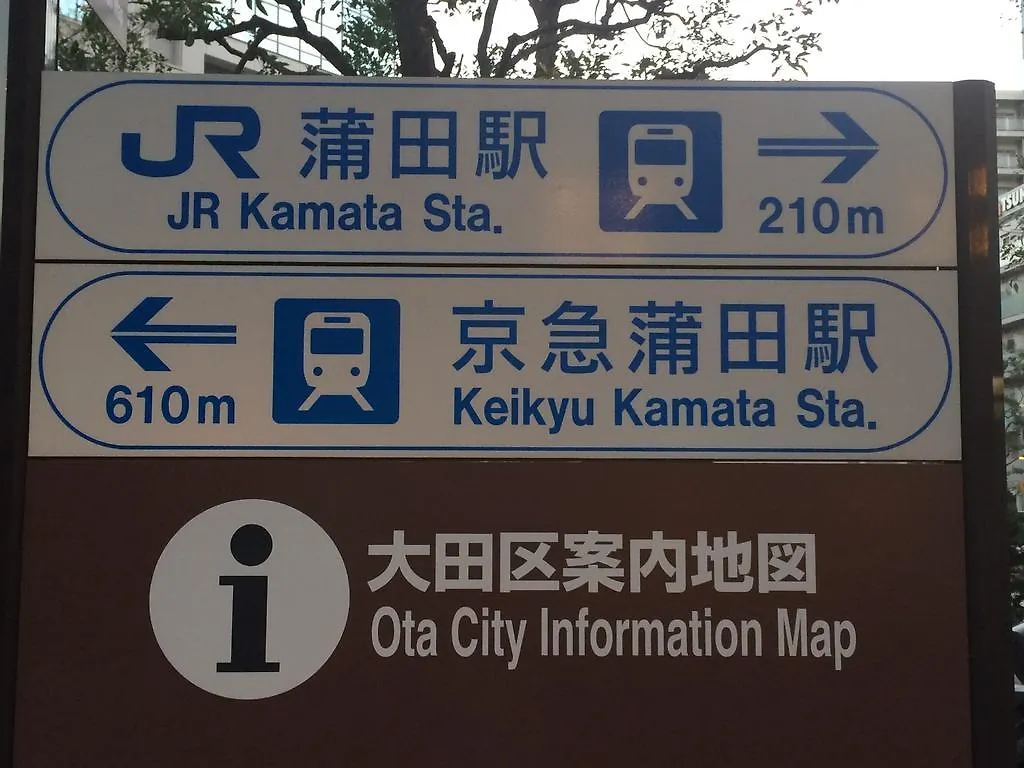 JR 蒲田駅
JR Kamata Sta.
210m
京急蒲田駅
610m
Keikyu Kamata Sta.
i
大田区案内地図
Ota City Information Map